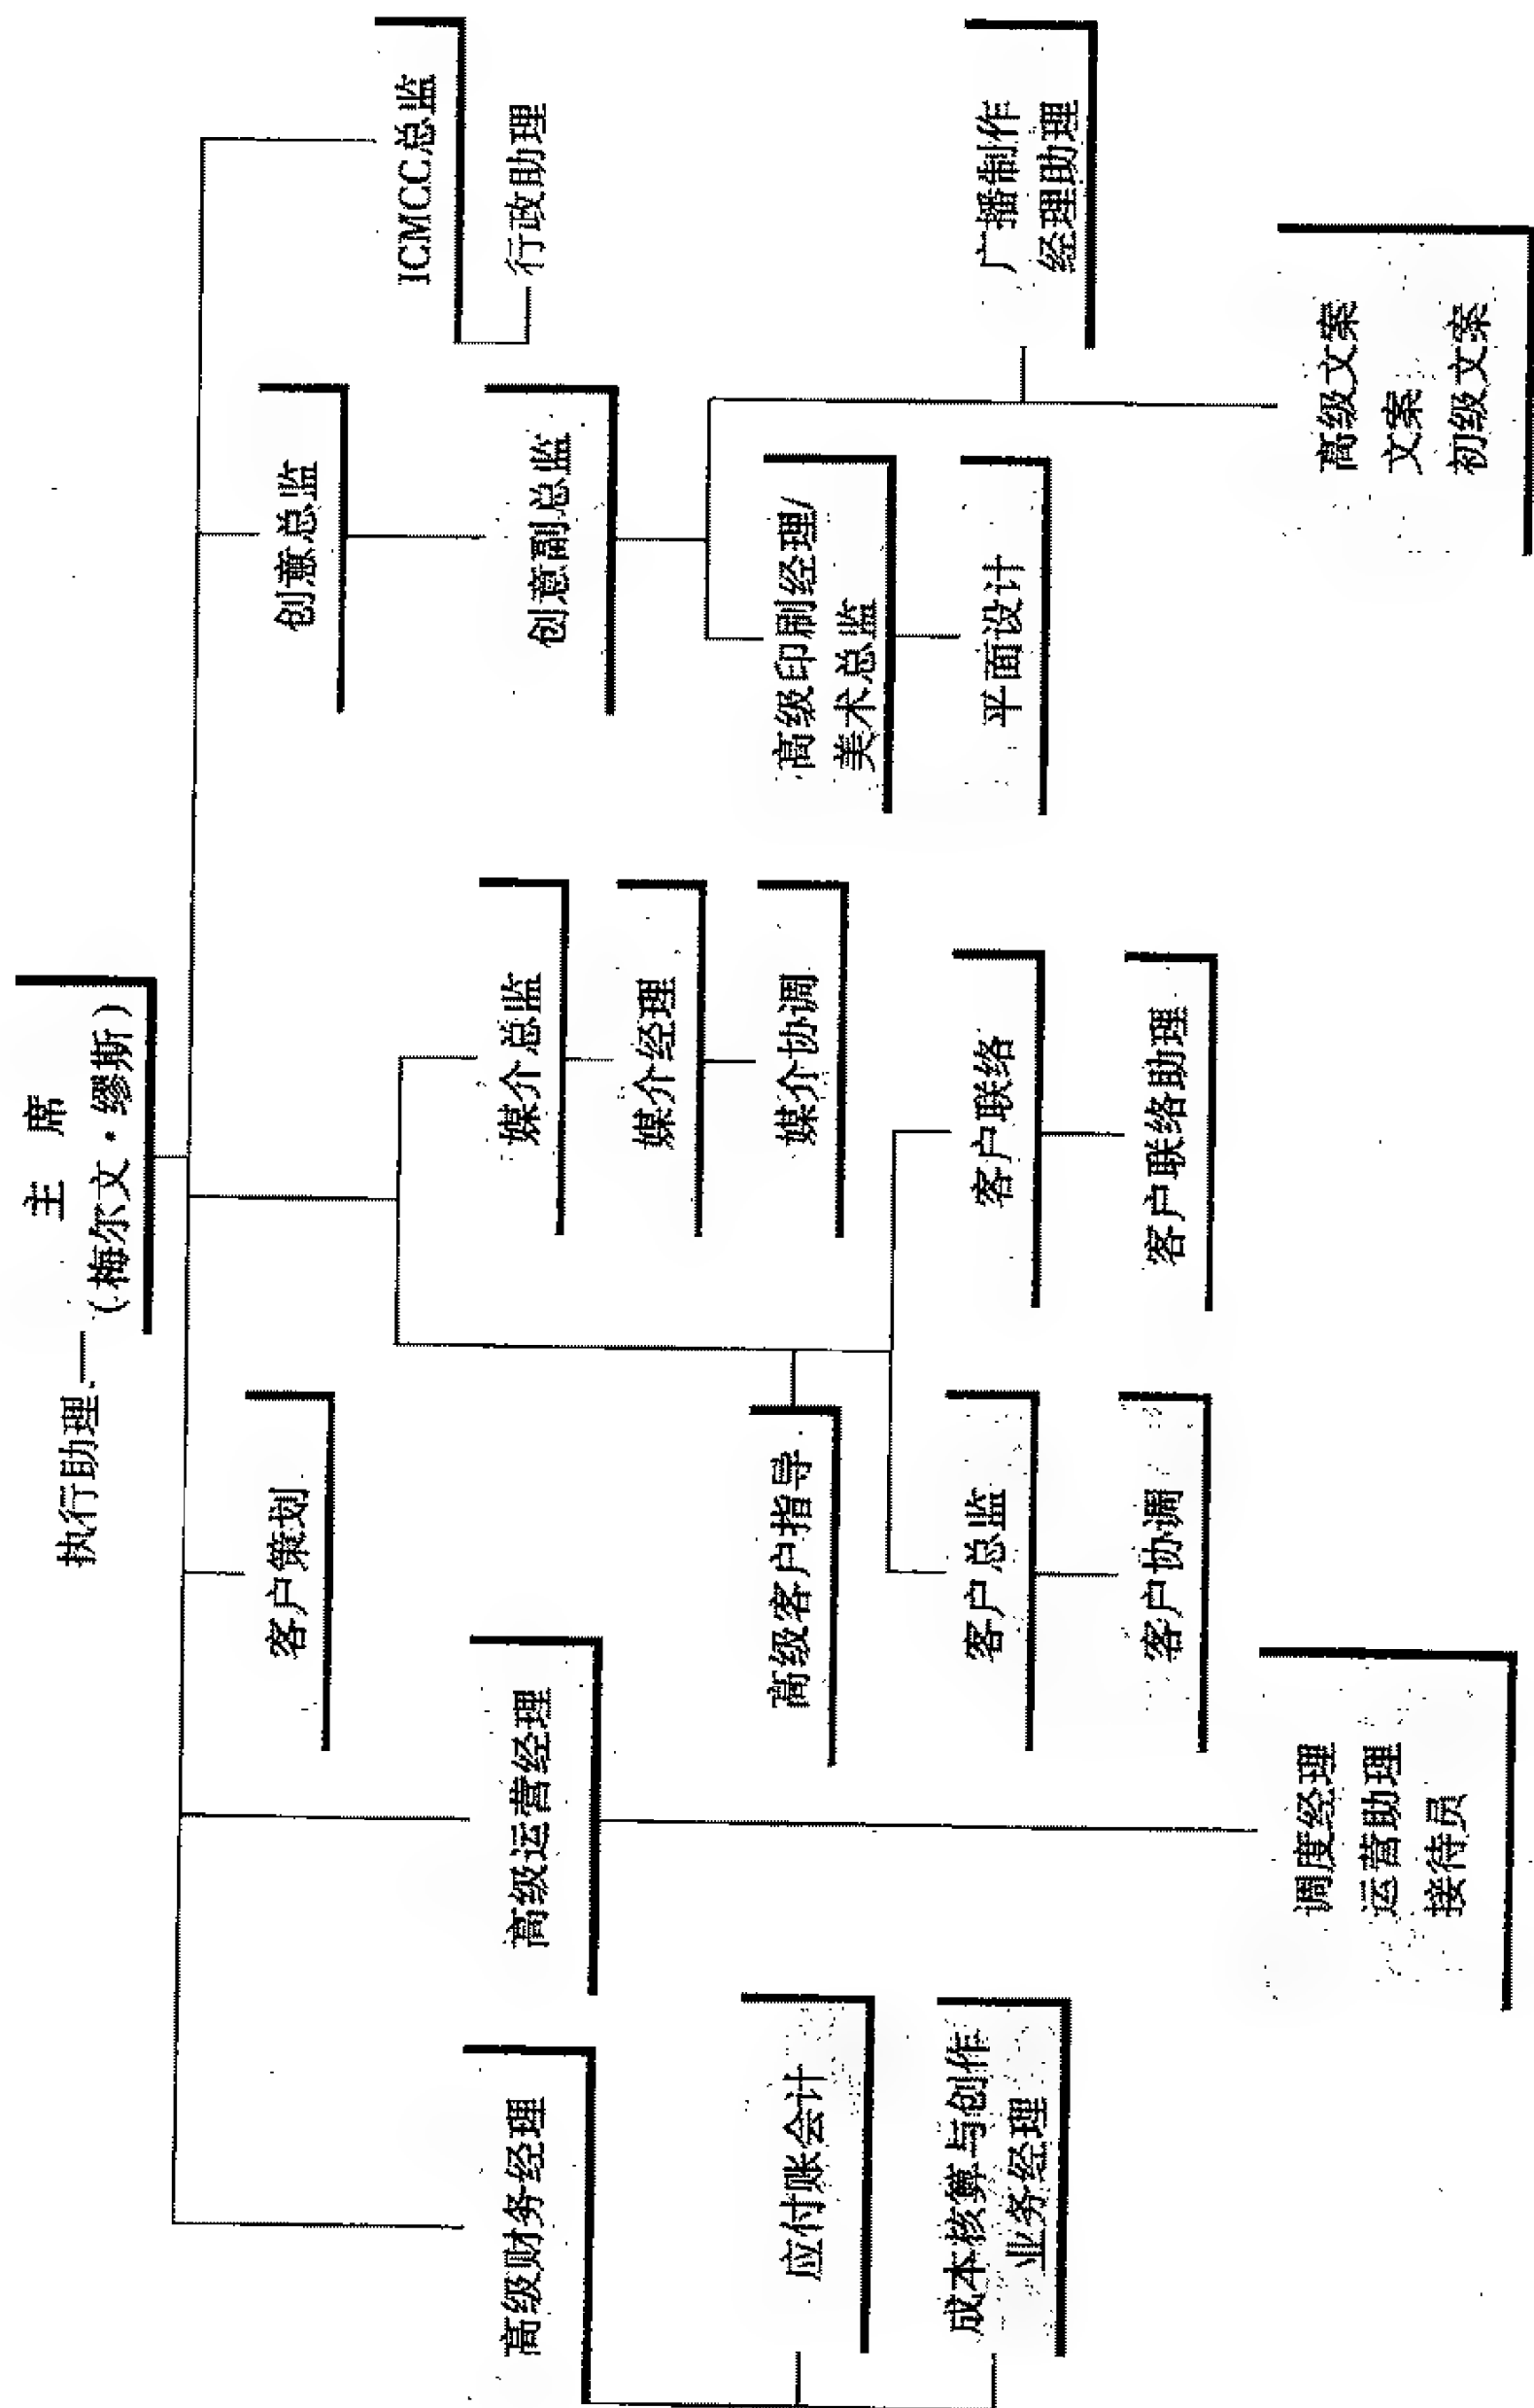 主 席
（梅尔文·缪斯）
执行助理
高级财务经理
应付账会计
成本核算与创作
业务经理
高级运营经理
调度经理
运营助理
接待员
客户策划
高级客户指导
客户总监
客户协调
客户联络
客户联络助理
媒介总监
媒介经理
媒介协调
创意总监
创意副总监
高级印刷经理/
美术总监
平面设计
广播制作
经理助理
高级文案
文案
初级文案
ICMCC总监
行政助理